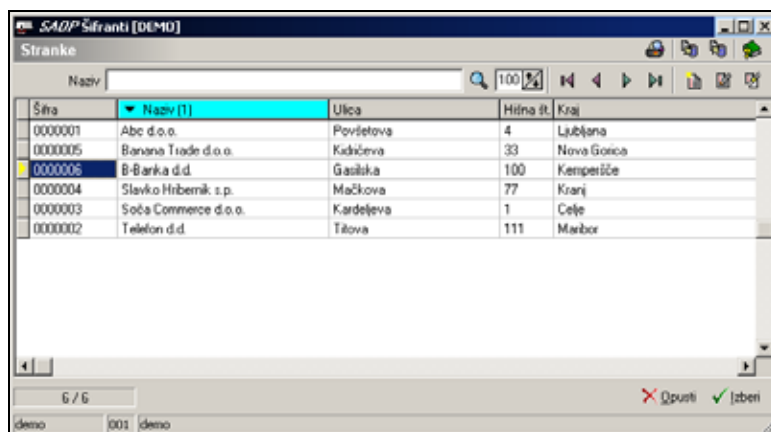 SAOP Šifranti [DEMO]
Stranke
Naziv 100
Šifra Naziv (1) Ulica Hišna št. Kraj
0000001 Abc d.o.o. Povšetova 4 Ljubljana
0000005 Banana Trade d.o.o. Kidričeva 33 Nova Gorica
0000006 B-Banka d.d. Gasilska 100 Kemperšče
0000004 Slavko Hribernik s.p. Mačkova 77 Kranj
0000003 Soča Commerce d.o.o. Kardeljeva 1 Celje
0000002 Telefon d.d. Titova 111 Maribor
6 / 6 Opusti Izberi
demo 001 demo